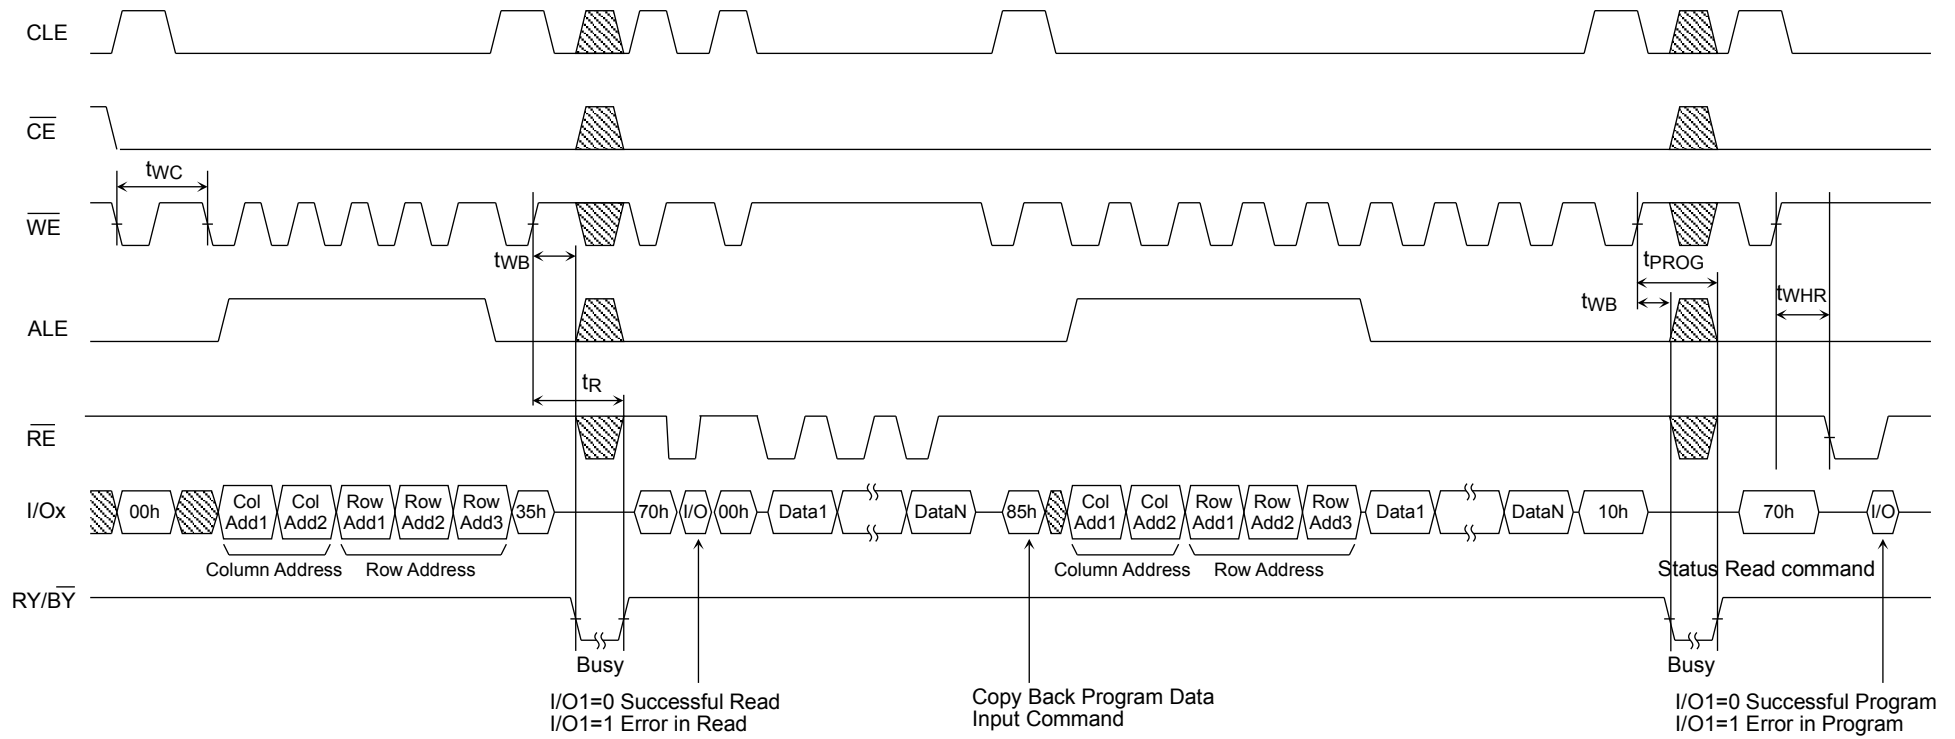 CLE
CE
tWC
WE
tWB
tPROG
tWB
tWHR
ALE
tR
RE
I/Ox
00h
Col Add1
Col Add2
Row Add1
Row Add2
Row Add3
35h
70h
I/O
00h
Data1
DataN
85h
Col Add1
Col Add2
Row Add1
Row Add2
Row Add3
Data1
DataN
10h
70h
I/O
Column Address
Row Address
Column Address
Row Address
Status Read command
RY/BY
Busy
Busy
I/O1=0 Successful Read
I/O1=1 Error in Read
Copy Back Program Data
Input Command
I/O1=0 Successful Program
I/O1=1 Error in Program